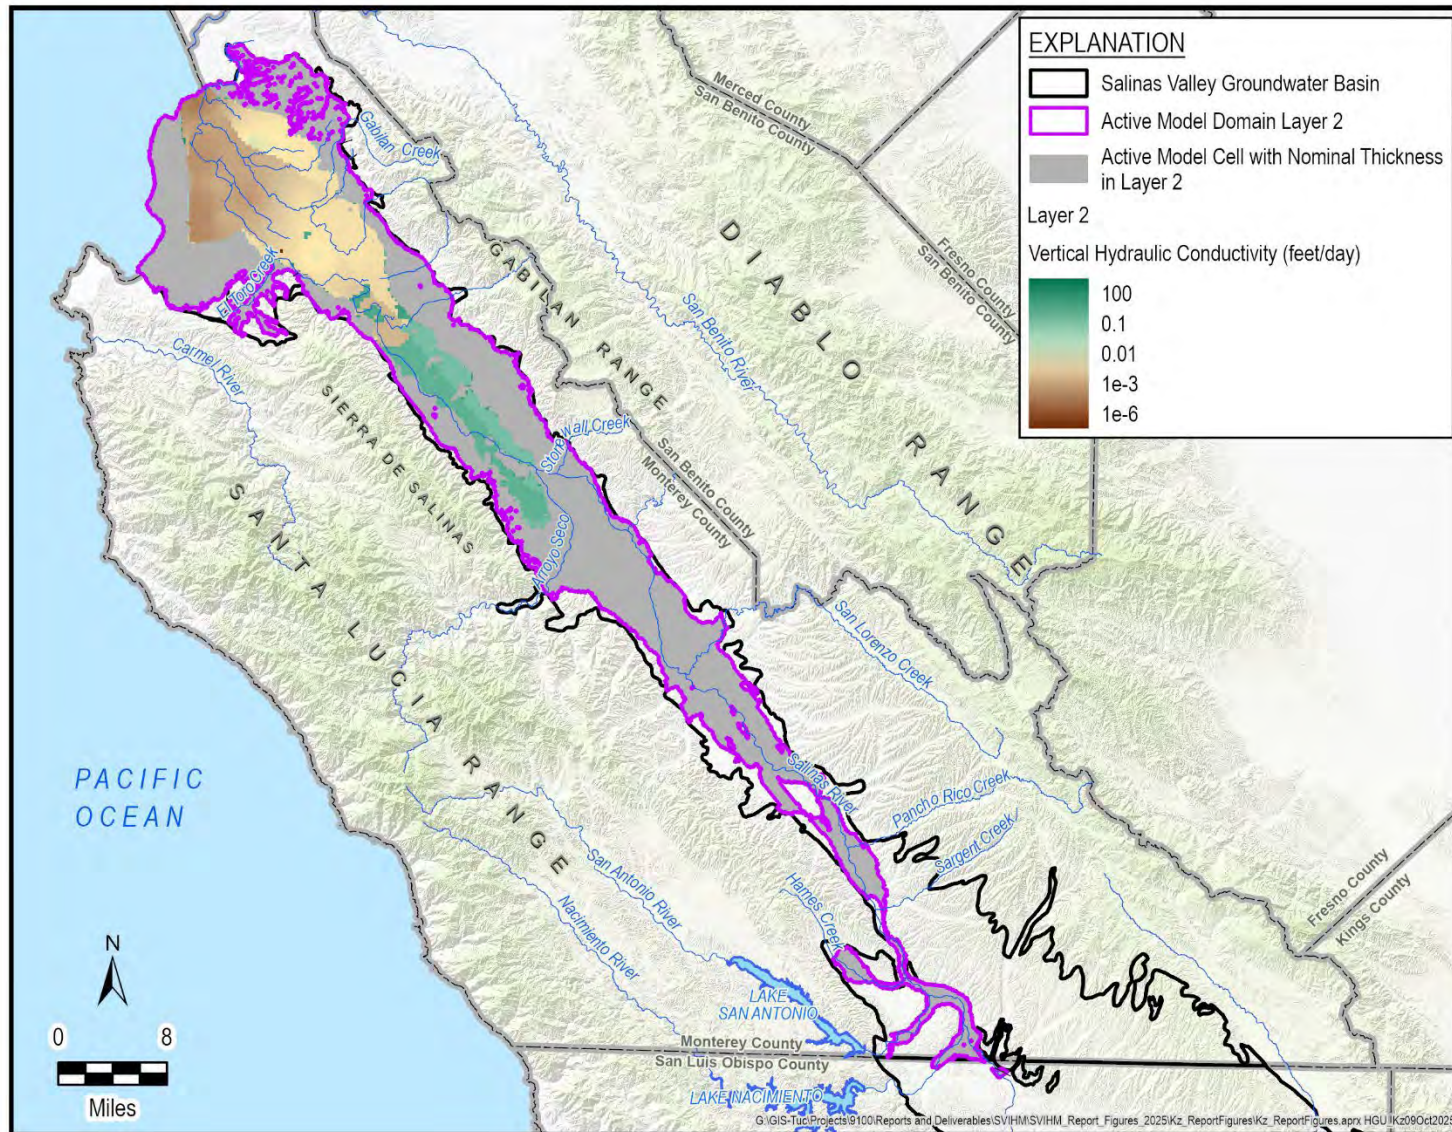 EXPLANATION
Salinas Valley Groundwater Basin
Active Model Domain Layer 2
Active Model Cell with Nominal Thickness
in Layer 2
Layer 2
Vertical Hydraulic Conductivity (feet/day)
100
0.1
0.01
1e-3
1e-6
Merced County
San Benito County
Fresno County
San Benito County
Gabilan Creek
DIABLO RANGE
GABILAN RANGE
San Benito River
El Toro Creek
Carmel River
SIERRA DE SALINAS
Stone Wall Creek
San Benito County
Monterey County
SANTA LUCIA RANGE
Arroyo Seco
San Lorenzo Creek
PACIFIC
OCEAN
Salinas River
Pancho Rico Creek
Sargent Creek
San Antonio River
Nacimiento River
Hames Creek
Fresno County
Kings County
N
0 8
Miles
LAKE
SAN ANTONIO
Monterey County
San Luis Obispo County
LAKE NACIMIENTO